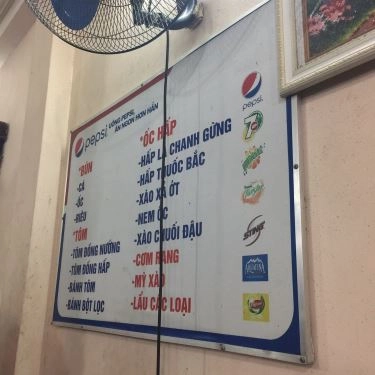 pepsi
UỐNG PEPSI,
ĂN NGON HƠN HẲN
*BÚN
-CÁ
-ỐC
-RIÊU
*TÔM
-TÔM ĐỒNG NƯỚNG
-TÔM ĐỒNG HẤP
-BÁNH TÔM
-BÁNH BỘT LỌC
*ỐC HẤP
-HẤP LÁ CHANH GỪNG
-HẤP THUỐC BẮC
-XÀO XẢ ỚT
-NEM ỐC
-XÀO CHUỐI ĐẬU
-CƠM RANG
-MỲ XÀO
-LẨU CÁC LOẠI
pepsi
7UP
STING
AQUAFINA